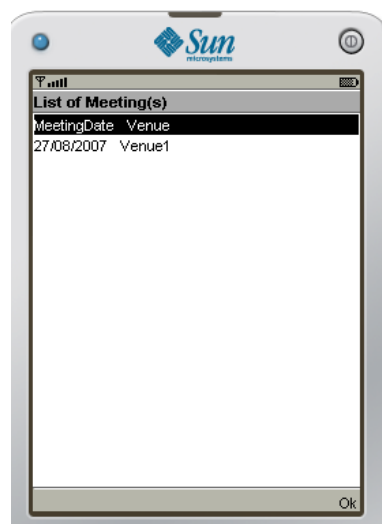 Sun
microsystems
List of Meeting(s)
MeetingDate Venue
27/08/2007 Venue1
Ok